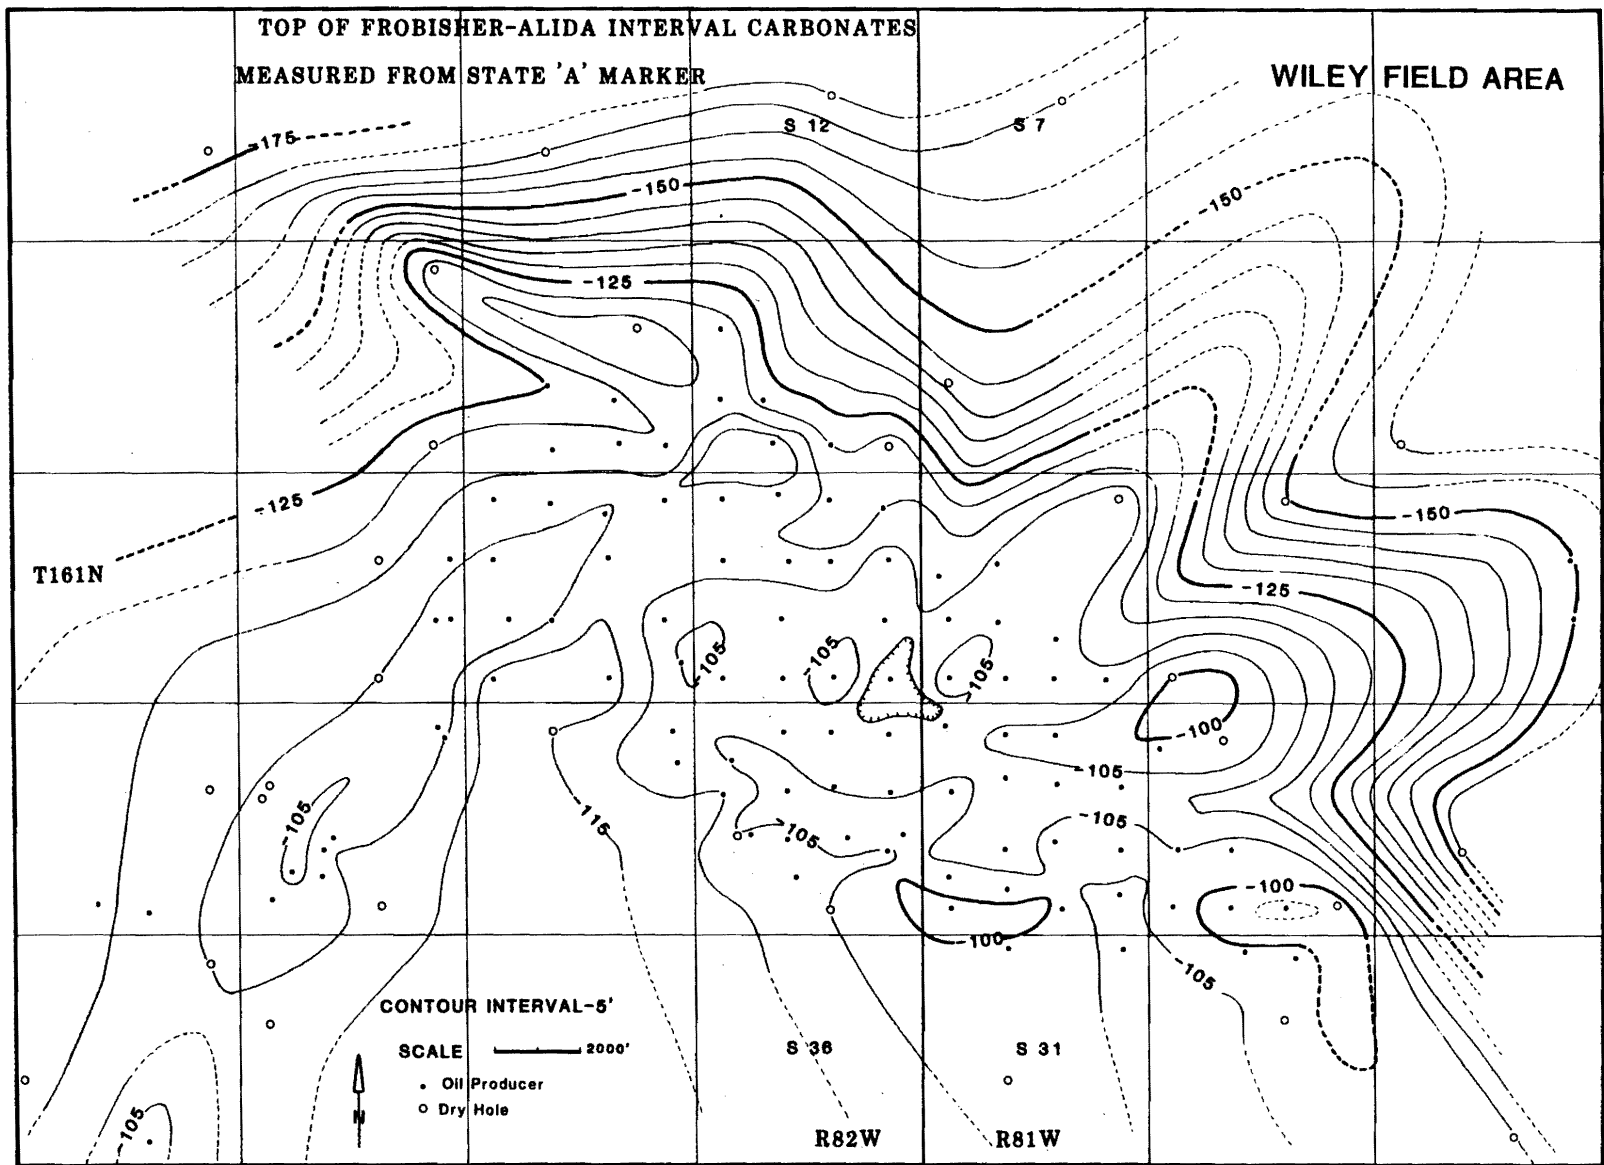 TOP OF FROBISHER-ALIDA INTERVAL CARBONATES
MEASURED FROM STATE 'A' MARKER
WILEY FIELD AREA
S 12
S 7
-175
-150
-150
-125
-125
-150
T161N
-125
-105
-105
-105
-100
-105
-105
-115
-105
-105
-100
-100
-105
CONTOUR INTERVAL-5'
SCALE 2000'
Oil Producer
Dry Hole
N
S 36
S 31
-105
R82W
R81W